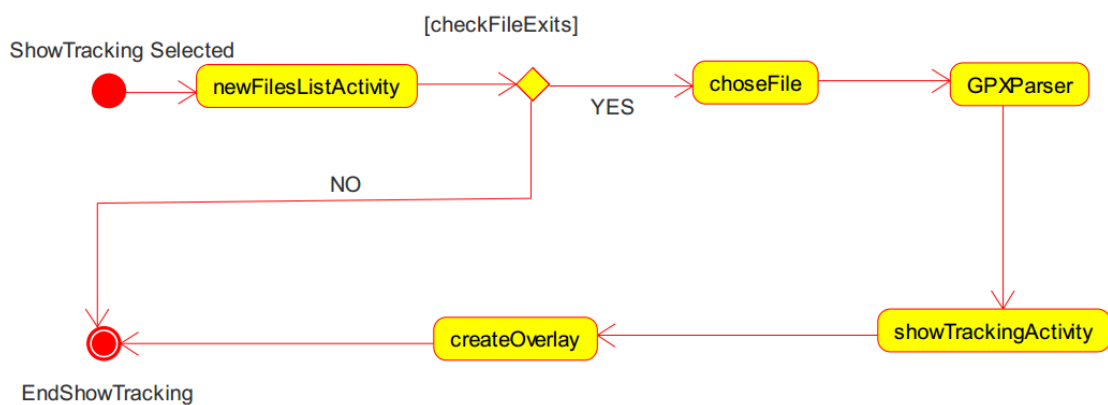 [checkFileExits]
ShowTracking Selected
newFilesListActivity
choseFile
GPXParser
YES
NO
showTrackingActivity
createOverlay
EndShowTracking